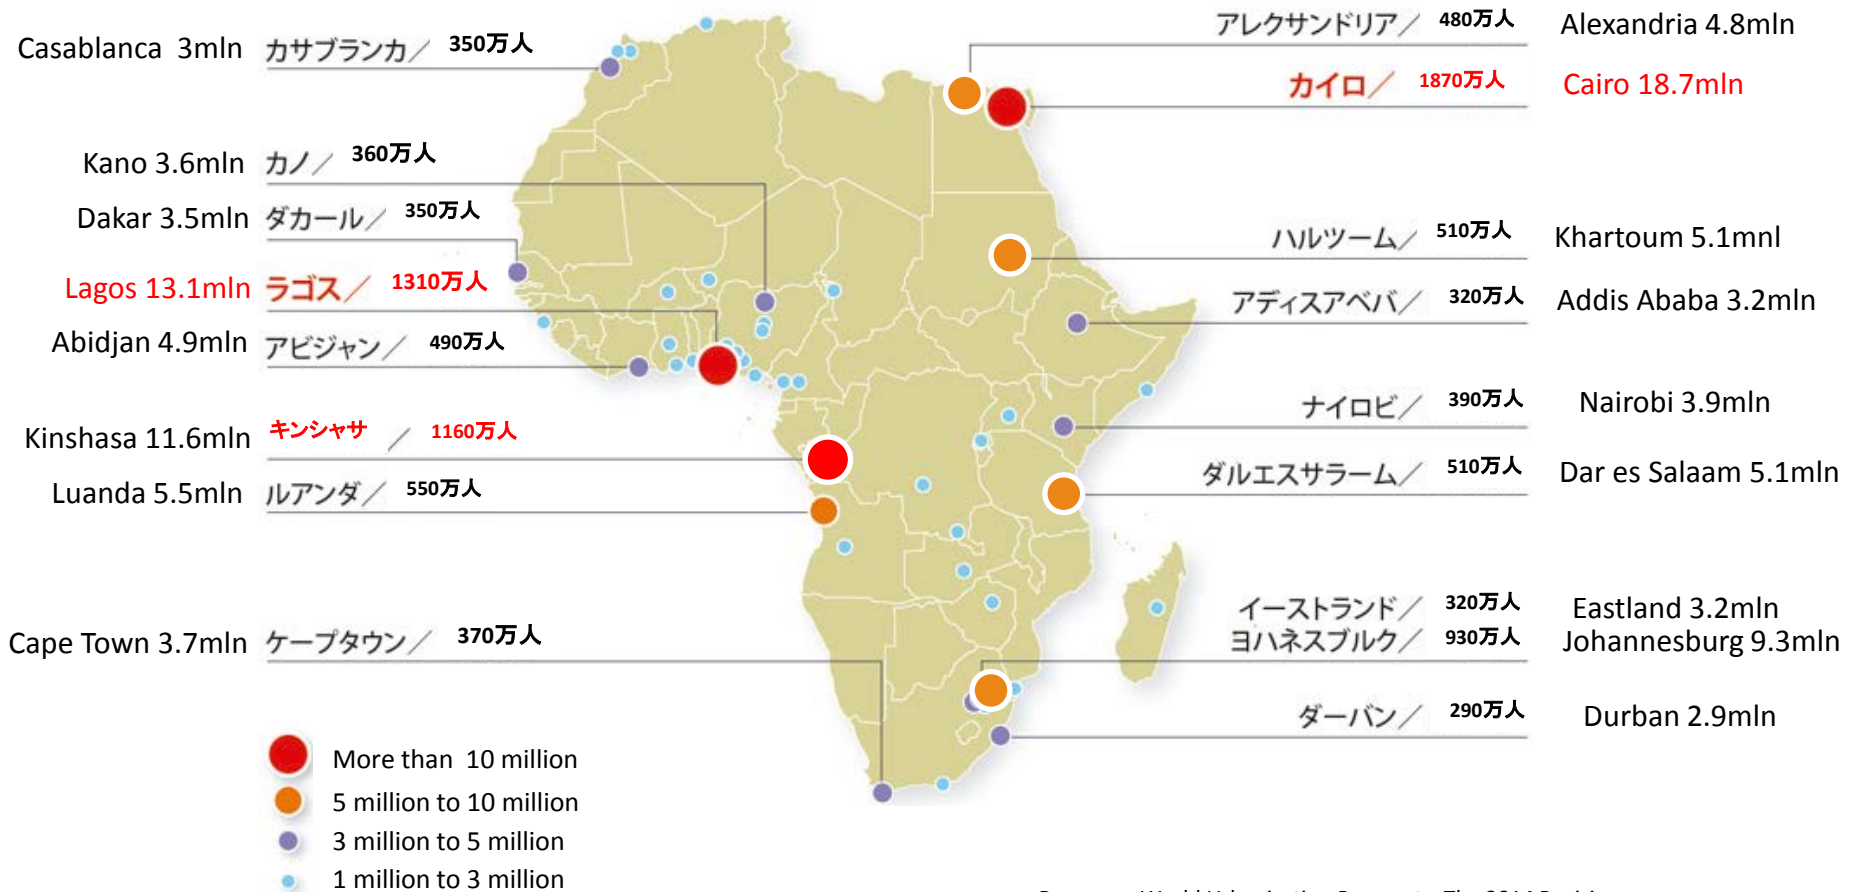 Casablanca 3mln カサブランカ／ 350万人
Kano 3.6mln カノ／ 360万人
Dakar 3.5mln ダカール／ 350万人
Lagos 13.1mln ラゴス／ 1310万人
Abidjan 4.9mln アビジャン／ 490万人
Kinshasa 11.6mln キンシャサ ／ 1160万人
Luanda 5.5mln ルアンダ／ 550万人
Cape Town 3.7mln ケープタウン／ 370万人
アレクサンドリア／ 480万人 Alexandria 4.8mln
カイロ／ 1870万人 Cairo 18.7mln
ハルツーム／ 510万人 Khartoum 5.1mnl
アディスアベバ／ 320万人 Addis Ababa 3.2mln
ナイロビ／ 390万人 Nairobi 3.9mln
ダルエスサラーム／ 510万人 Dar es Salaam 5.1mln
イーストランド／ 320万人 Eastland 3.2mln
ヨハネスブルク／ 930万人 Johannesburg 9.3mln
ダーバン／ 290万人 Durban 2.9mln
More than 10 million
5 million to 10 million
3 million to 5 million
1 million to 3 million